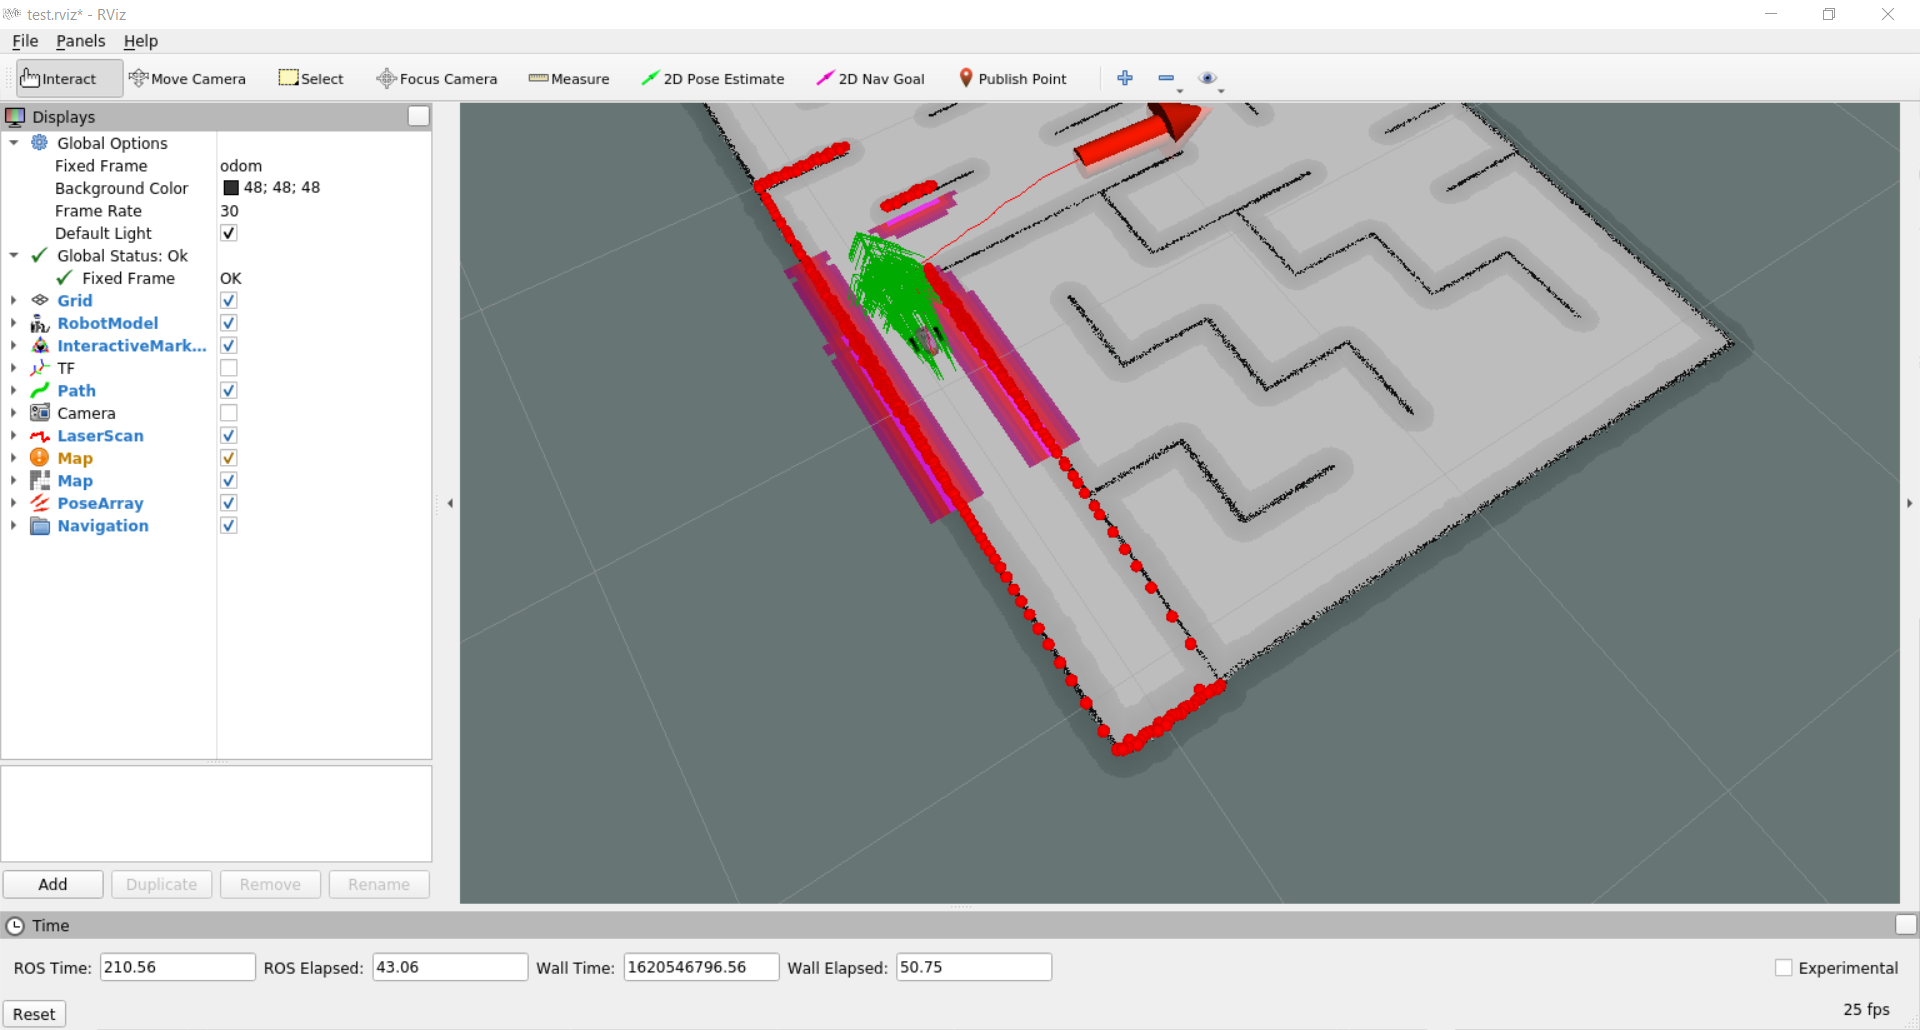 test.rviz* - RViz
File Panels Help
Interact Move Camera Select Focus Camera Measure 2D Pose Estimate 2D Nav Goal Publish Point
Displays
Global Options
Fixed Frame odom
Background Color 48; 48; 48
Frame Rate 30
Default Light
Global Status: Ok
Fixed Frame OK
Grid
RobotModel
InteractiveMark...
TF
Path
Camera
LaserScan
Map
Map
PoseArray
Navigation
Add Duplicate Remove Rename
Time
ROS Time: 210.56 ROS Elapsed: 43.06 Wall Time: 1620546796.56 Wall Elapsed: 50.75 Experimental
Reset 25 fps